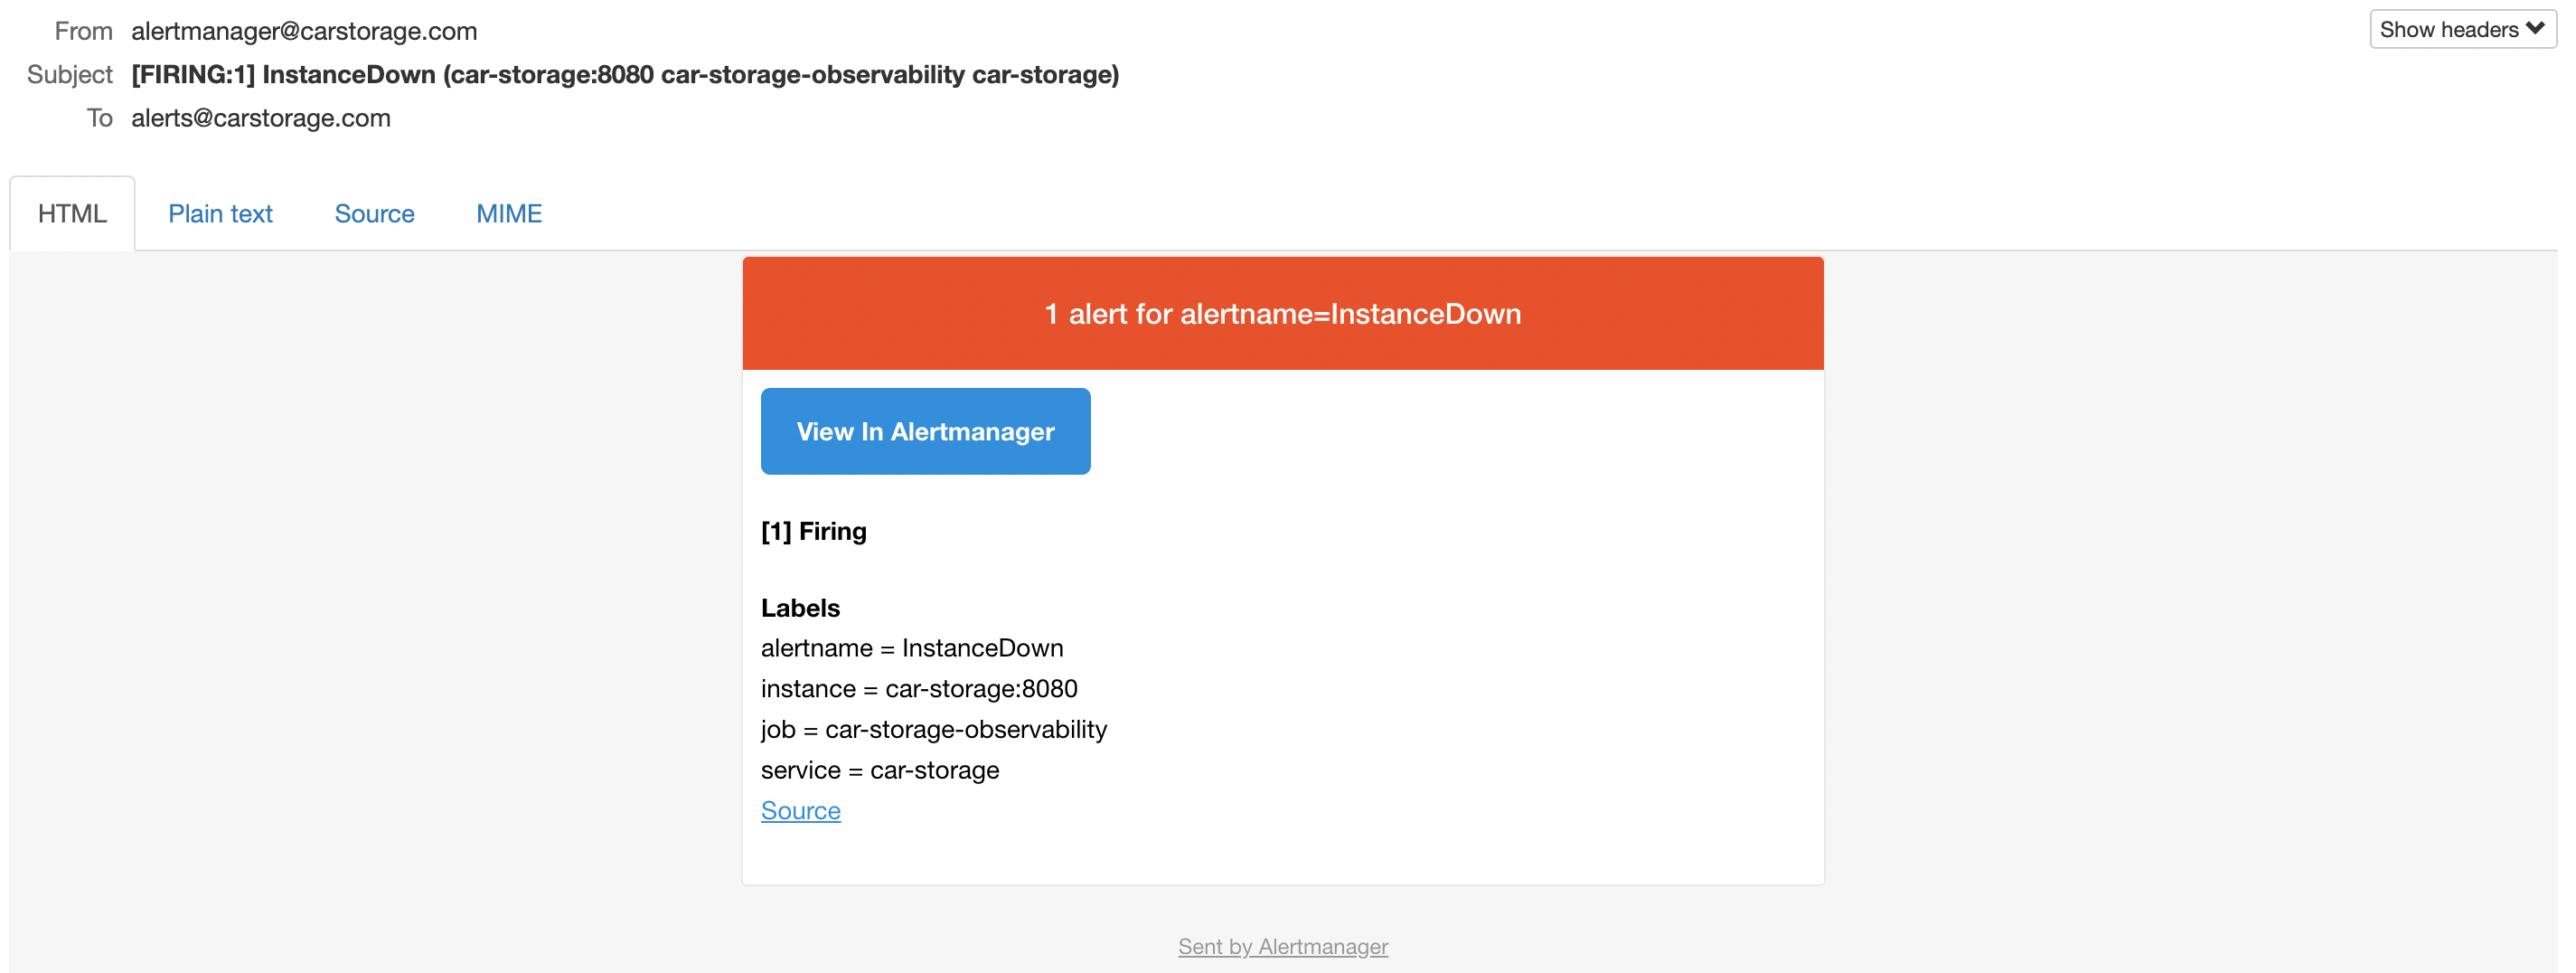 From alertmanager@carstorage.com
Show headers
Subject [FIRING:1] InstanceDown (car-storage:8080 car-storage-observability car-storage)
To alerts@carstorage.com
HTML Plain text Source MIME
1 alert for alertname=InstanceDown
View In Alertmanager
[1] Firing
Labels
alertname = InstanceDown
instance = car-storage:8080
job = car-storage-observability
service = car-storage
Source
Sent by Alertmanager